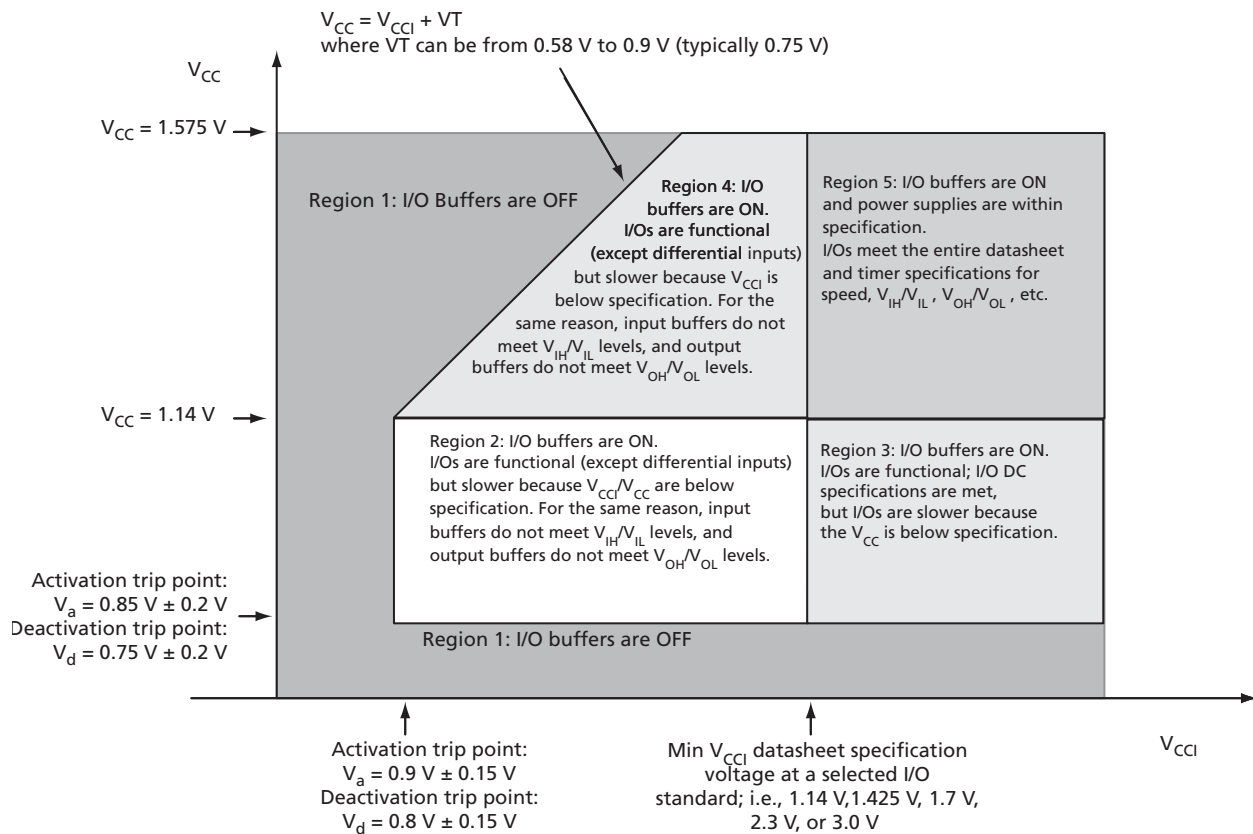 V_CC = V_CCI + VT
where VT can be from 0.58 V to 0.9 V (typically 0.75 V)
V_CC
V_CC = 1.575 V
Region 1: I/O Buffers are OFF
Region 4: I/O
buffers are ON.
I/Os are functional
(except differential inputs)
but slower because V_CCI is
below specification. For the
same reason, input buffers do not
meet V_IH/V_IL levels, and output
buffers do not meet V_OH/V_OL levels.
Region 5: I/O buffers are ON
and power supplies are within
specification.
I/Os meet the entire datasheet
and timer specifications for
speed, V_IH/V_IL , V_OH/V_OL , etc.
V_CC = 1.14 V
Region 2: I/O buffers are ON.
I/Os are functional (except differential inputs)
but slower because V_CCI/V_CC are below
specification. For the same reason, input
buffers do not meet V_IH/V_IL levels, and
output buffers do not meet V_OH/V_OL levels.
Region 3: I/O buffers are ON.
I/Os are functional; I/O DC
specifications are met,
but I/Os are slower because
the V_CC is below specification.
Activation trip point:
V_a = 0.85 V ± 0.2 V
Deactivation trip point:
V_d = 0.75 V ± 0.2 V
Region 1: I/O buffers are OFF
Activation trip point:
V_a = 0.9 V ± 0.15 V
Deactivation trip point:
V_d = 0.8 V ± 0.15 V
Min V_CCI datasheet specification
voltage at a selected I/O
standard; i.e., 1.14 V,1.425 V, 1.7 V,
2.3 V, or 3.0 V
V_CCI